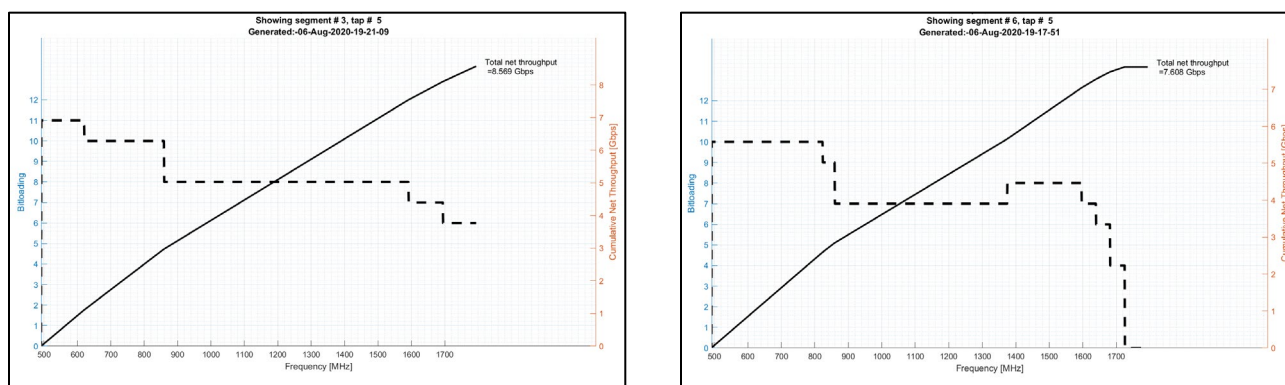 Showing segment # 3, tap # 5
Generated:-06-Aug-2020-19-21-09
Total net throughput
=8.569 Gbps
12
11
10
9
8
7
6
5
4
3
2
1
0
Bitloading
8
7
6
5
4
3
2
1
0
Cumulative Net Throughput [Gbps]
500 600 700 800 900 1000 1100 1200 1300 1400 1500 1600 1700
Frequency [MHz]
Showing segment # 6, tap # 5
Generated:-06-Aug-2020-19-17-51
Total net throughput
=7.608 Gbps
12
11
10
9
8
7
6
5
4
3
2
1
0
Bitloading
7
6
5
4
3
2
1
0
Cumulative Net Throughput [Gbps]
500 600 700 800 900 1000 1100 1200 1300 1400 1500 1600 1700
Frequency [MHz]